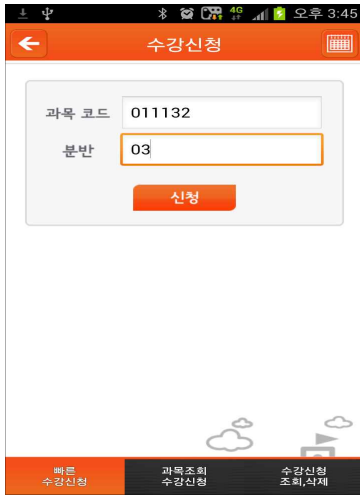 4G
오후 3:45
수강신청
과목 코드 011132
분반 03
신청
빠른
수강신청
과목조회
수강신청
수강신청
조회,삭제